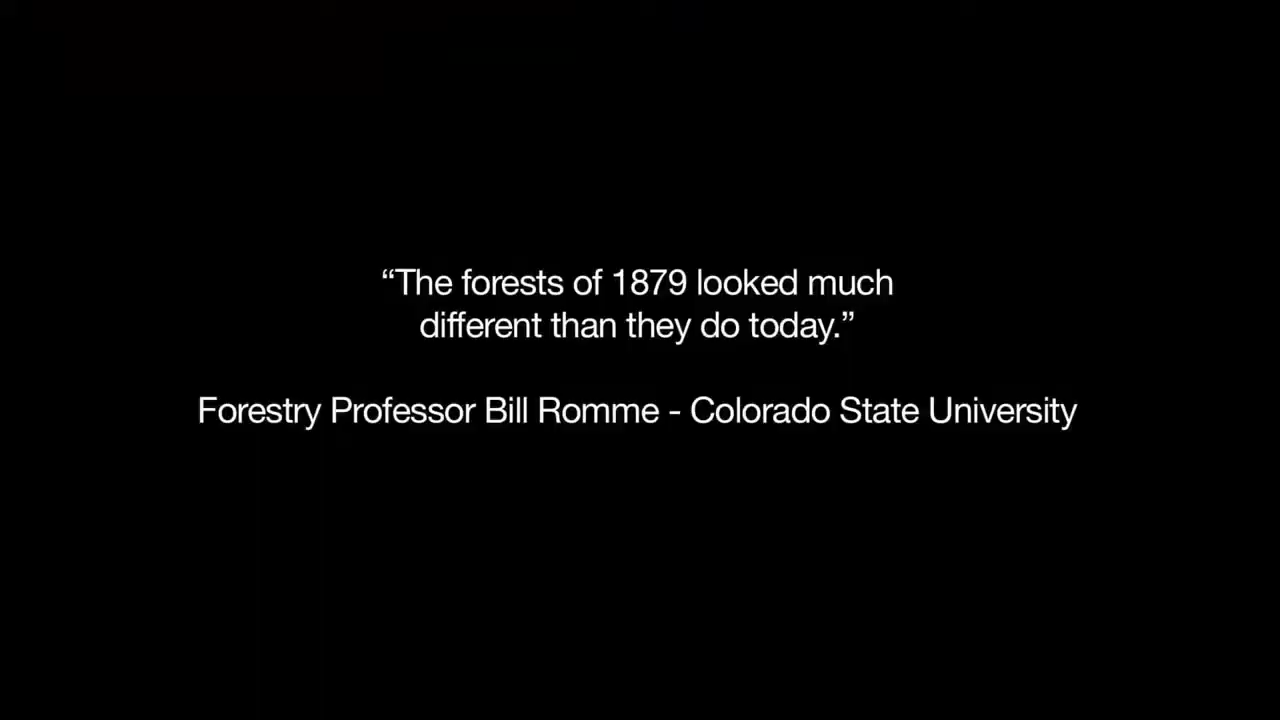 “The forests of 1879 looked much
different than they do today.”
Forestry Professor Bill Romme - Colorado State University